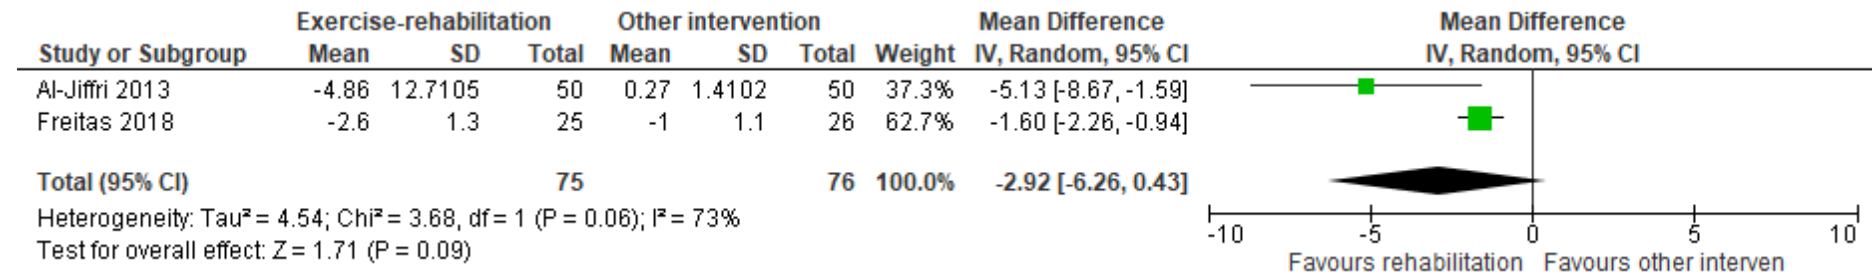 Exercise-rehabilitation Other intervention Mean Difference Mean Difference
Study or Subgroup Mean SD Total Mean SD Total Weight IV, Random, 95% CI IV, Random, 95% CI
Al-Jiffri 2013 -4.86 12.7105 50 0.27 1.4102 50 37.3% -5.13 [-8.67, -1.59]
Freitas 2018 -2.6 1.3 25 -1 1.1 26 62.7% -1.60 [-2.26, -0.94]
Total (95% CI) 75 76 100.0% -2.92 [-6.26, 0.43]
Heterogeneity: Tau² = 4.54; Chi² = 3.68, df = 1 (P = 0.06); I² = 73%
Test for overall effect: Z = 1.71 (P = 0.09)
-10 -5 0 5 10
Favours rehabilitation Favours other interven